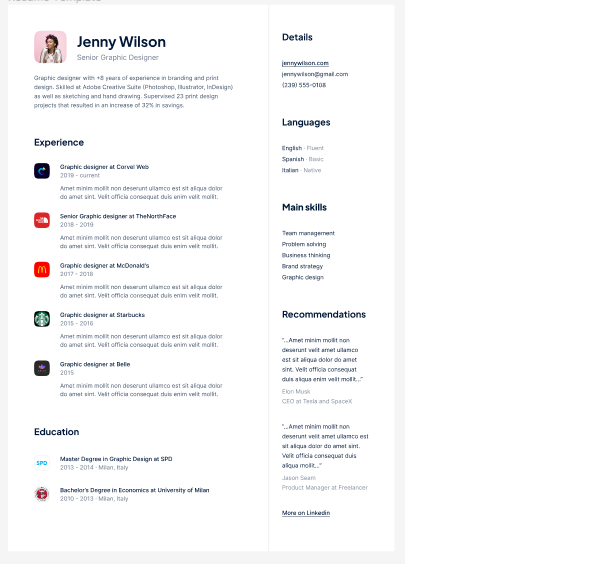 Jenny Wilson
Senior Graphic Designer
Graphic designer with +8 years of experience in branding and print
design. Skilled at Adobe Creative Suite (Photoshop, Illustrator, InDesign)
as well as sketching and hand drawing. Supervised 23 print design
projects that resulted in an increase of 32% in savings.
Experience
Graphic designer at Corvel Web
2019 - current
Amet minim mollit non deserunt ullamco est sit aliqua dolor
do amet sint. Velit officia consequat duis enim velit mollit.
Senior Graphic designer at TheNorthFace
2018 - 2019
Amet minim mollit non deserunt ullamco est sit aliqua dolor
do amet sint. Velit officia consequat duis enim velit mollit.
Graphic designer at McDonald's
2017 - 2018
Amet minim mollit non deserunt ullamco est sit aliqua dolor
do amet sint. Velit officia consequat duis enim velit mollit.
Graphic designer at Starbucks
2015 - 2016
Amet minim mollit non deserunt ullamco est sit aliqua dolor
do amet sint. Velit officia consequat duis enim velit mollit.
Graphic designer at Belle
2015
Amet minim mollit non deserunt ullamco est sit aliqua dolor
do amet sint. Velit officia consequat duis enim velit mollit.
Education
SPD
Master Degree in Graphic Design at SPD
2013 - 2014 · Milan, Italy
Bachelor's Degree in Economics at University of Milan
2010 - 2013 · Milan, Italy
Details
jennywilson.com
jennywilson@gmail.com
(239) 555-0108
Languages
English · Fluent
Spanish · Basic
Italian · Native
Main skills
Team management
Problem solving
Business thinking
Brand strategy
Graphic design
Recommendations
"...Amet minim mollit non
deserunt velit amet ullamco
est sit aliqua dolor do amet
sint. Velit officia consequat
duis aliqua enim velit mollit..."
Elon Musk
CEO at Tesla and SpaceX
"...Amet minim mollit non
deserunt velit amet ullamco est
sit aliqua dolor do amet sint.
Velit officia consequat duis
aliqua mollit..."
Jason Swam
Product Manager at Freelancer
More on Linkedin